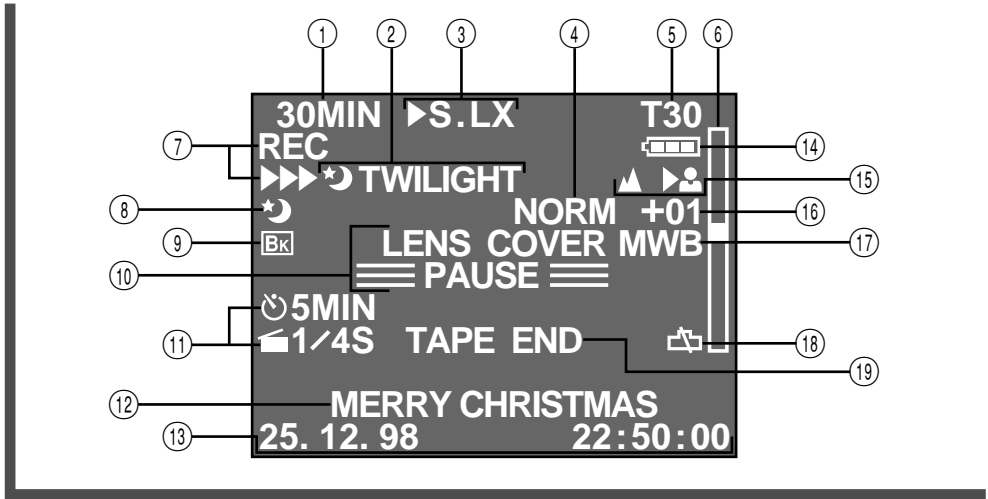 1 2 3 4 5 6
30MIN ▶S.LX T30
REC
7 14
▶▶▶ TWILIGHT
15
8 NORM +01 16
9 BK LENS COVER MWB 17
10 PAUSE
5MIN
11 1/4S TAPE END 18
19
12 MERRY CHRISTMAS
13 25. 12. 98 22:50:00